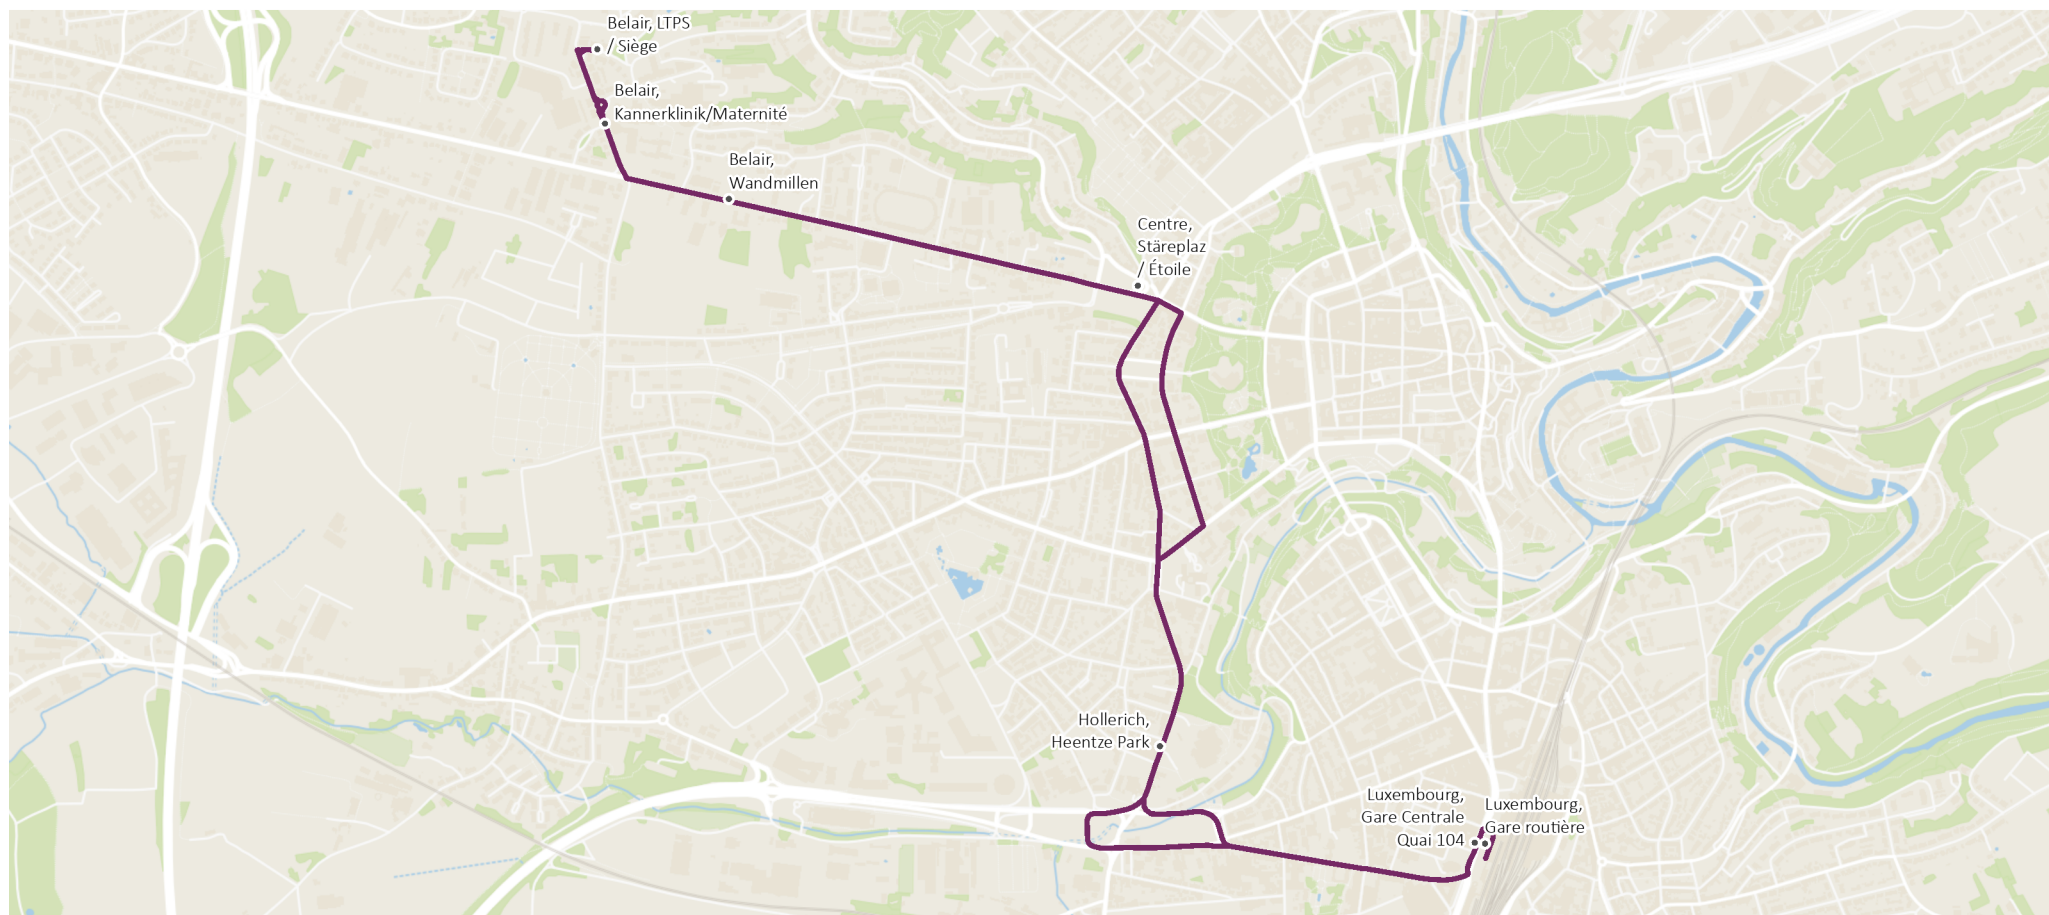 Belair, LTPS
/ Siège
Belair,
Kannerklinik/Maternité
Belair,
Wandmillen
Centre,
Stäreplaz
/ Étoile
Hollerich,
Heentze Park
Luxembourg,
Gare Centrale
Quai 104
Luxembourg,
Gare routière